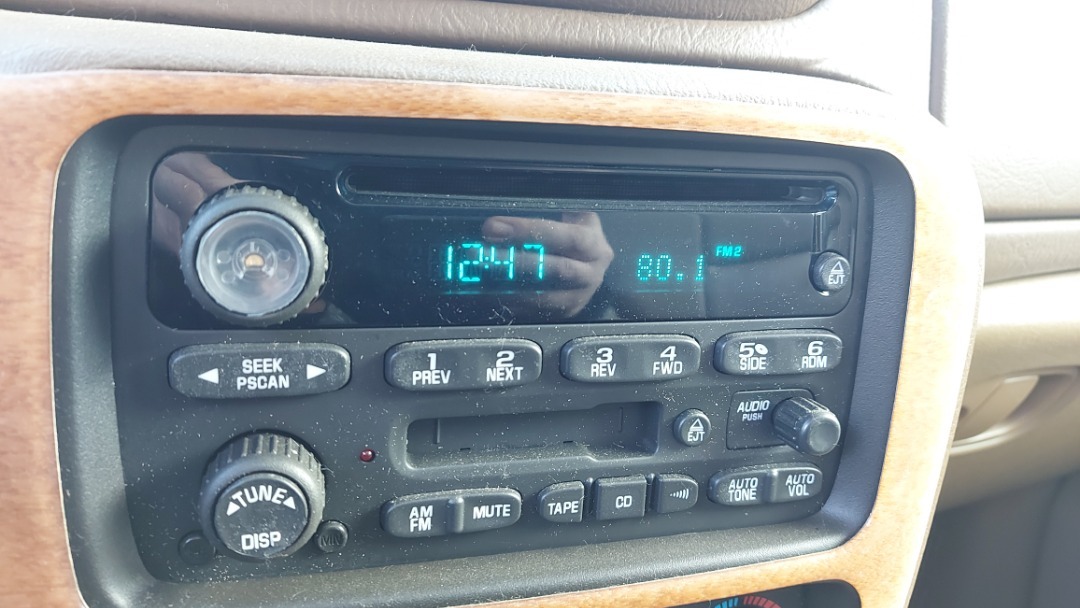 12:47 80.1 FM2
EJT
SEEK
PSCAN
1 2 3 4 5 6
PREV NEXT REV FWD SIDE RDM
AUDIO
PUSH
EJT
TUNE
DISP
AM
FM
MUTE
TAPE
CD
AUTO
TONE
AUTO
VOL